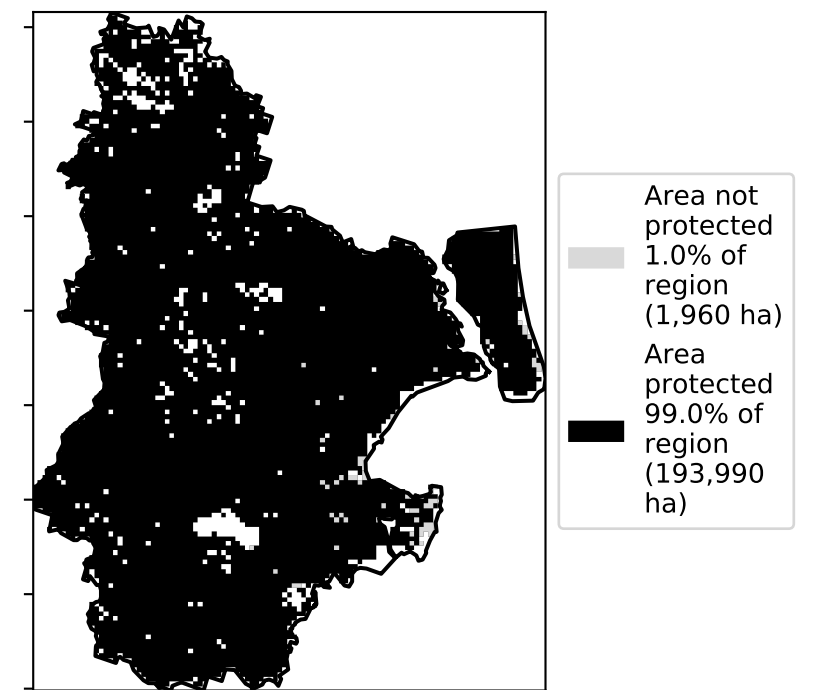 Area not
protected
1.0% of
region
(1,960 ha)
Area
protected
99.0% of
region
(193,990
ha)